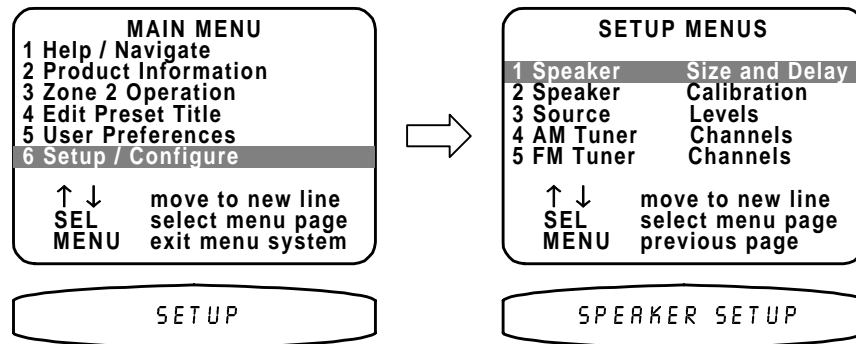 MAIN MENU
1 Help / Navigate
2 Product Information
3 Zone 2 Operation
4 Edit Preset Title
5 User Preferences
6 Setup / Configure
↑ ↓ move to new line
SEL select menu page
MENU exit menu system
SETUP
SETUP MENUS
1 Speaker Size and Delay
2 Speaker Calibration
3 Source Levels
4 AM Tuner Channels
5 FM Tuner Channels
↑ ↓ move to new line
SEL select menu page
MENU previous page
SPEAKER SETUP